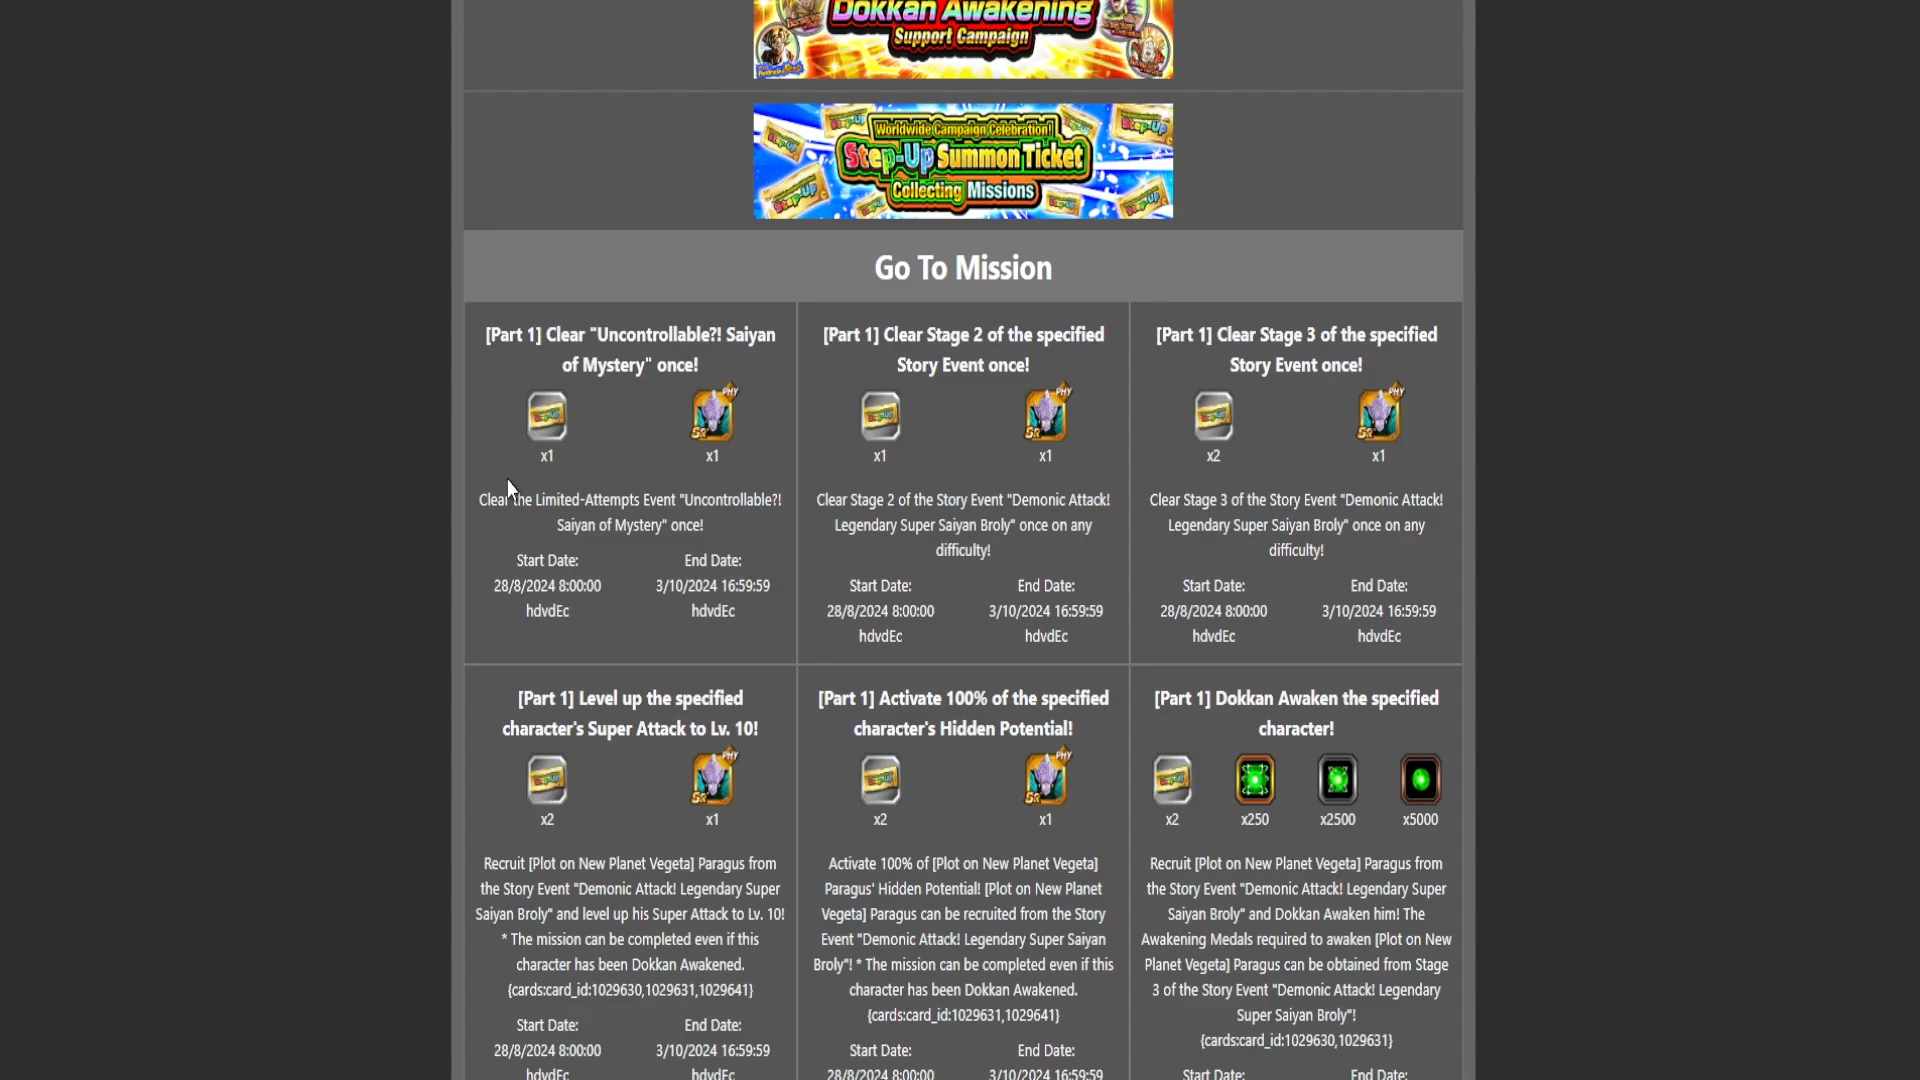 Dokkan Awakening
Support Campaign
Worldwide Campaign Celebration!
Step-Up Summon Ticket
Collecting Missions
Go To Mission
[Part 1] Clear "Uncontrollable?! Saiyan
of Mystery" once!
x1
x1
Clear the Limited-Attempts Event "Uncontrollable?!
Saiyan of Mystery" once!
Start Date:
28/8/2024 8:00:00
hdvdEc
End Date:
3/10/2024 16:59:59
hdvdEc
[Part 1] Clear Stage 2 of the specified
Story Event once!
x1
x1
Clear Stage 2 of the Story Event "Demonic Attack!
Legendary Super Saiyan Broly" once on any
difficulty!
Start Date:
28/8/2024 8:00:00
hdvdEc
End Date:
3/10/2024 16:59:59
hdvdEc
[Part 1] Clear Stage 3 of the specified
Story Event once!
x2
x1
Clear Stage 3 of the Story Event "Demonic Attack!
Legendary Super Saiyan Broly" once on any
difficulty!
Start Date:
28/8/2024 8:00:00
hdvdEc
End Date:
3/10/2024 16:59:59
hdvdEc
[Part 1] Level up the specified
character's Super Attack to Lv. 10!
x2
x1
Recruit [Plot on New Planet Vegeta] Paragus from
the Story Event "Demonic Attack! Legendary Super
Saiyan Broly" and level up his Super Attack to Lv. 10!
* The mission can be completed even if this
character has been Dokkan Awakened.
{cards:card_id:1029630,1029631,1029641}
Start Date:
28/8/2024 8:00:00
hdvdEc
End Date:
3/10/2024 16:59:59
hdvdEc
[Part 1] Activate 100% of the specified
character's Hidden Potential!
x2
x1
Activate 100% of [Plot on New Planet Vegeta]
Paragus' Hidden Potential! [Plot on New Planet
Vegeta] Paragus can be recruited from the Story
Event "Demonic Attack! Legendary Super Saiyan
Broly"! * The mission can be completed even if this
character has been Dokkan Awakened.
{cards:card_id:1029631,1029641}
Start Date:
28/8/2024 8:00:00
End Date:
3/10/2024 16:59:59
[Part 1] Dokkan Awaken the specified
character!
x2
x250
x2500
x5000
Recruit [Plot on New Planet Vegeta] Paragus from
the Story Event "Demonic Attack! Legendary Super
Saiyan Broly" and Dokkan Awaken him! The
Awakening Medals required to awaken [Plot on New
Planet Vegeta] Paragus can be obtained from Stage
3 of the Story Event "Demonic Attack! Legendary
Super Saiyan Broly"!
{cards:card_id:1029630,1029631}
Start Date:
End Date: